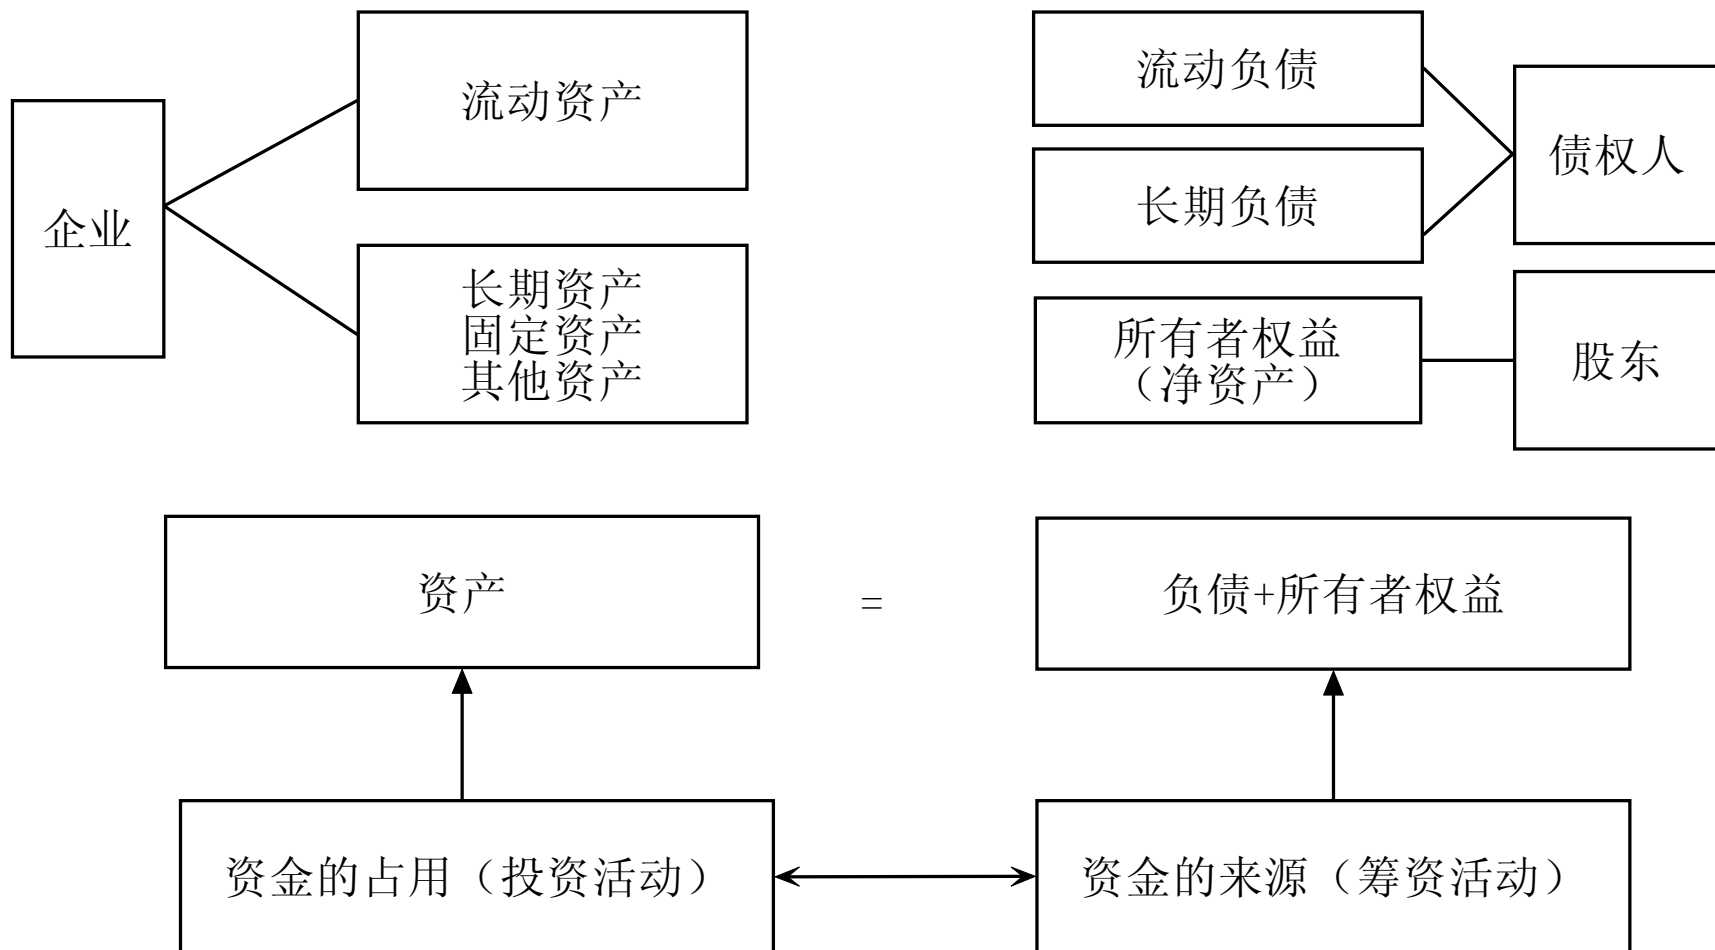 企业
流动资产
长期资产
固定资产
其他资产
流动负债
长期负债
所有者权益
（净资产）
债权人
股东
资产
=
负债+所有者权益
资金的占用（投资活动）
资金的来源（筹资活动）